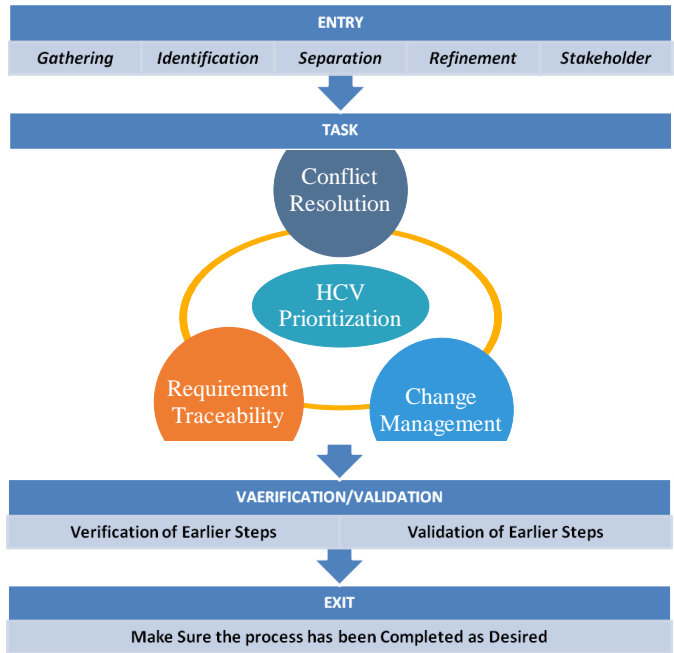 ENTRY
Gathering Identification Separation Refinement Stakeholder
TASK
Conflict
Resolution
HCV
Prioritization
Requirement
Traceability
Change
Management
VAERIFICATION/VALIDATION
Verification of Earlier Steps Validation of Earlier Steps
EXIT
Make Sure the process has been Completed as Desired